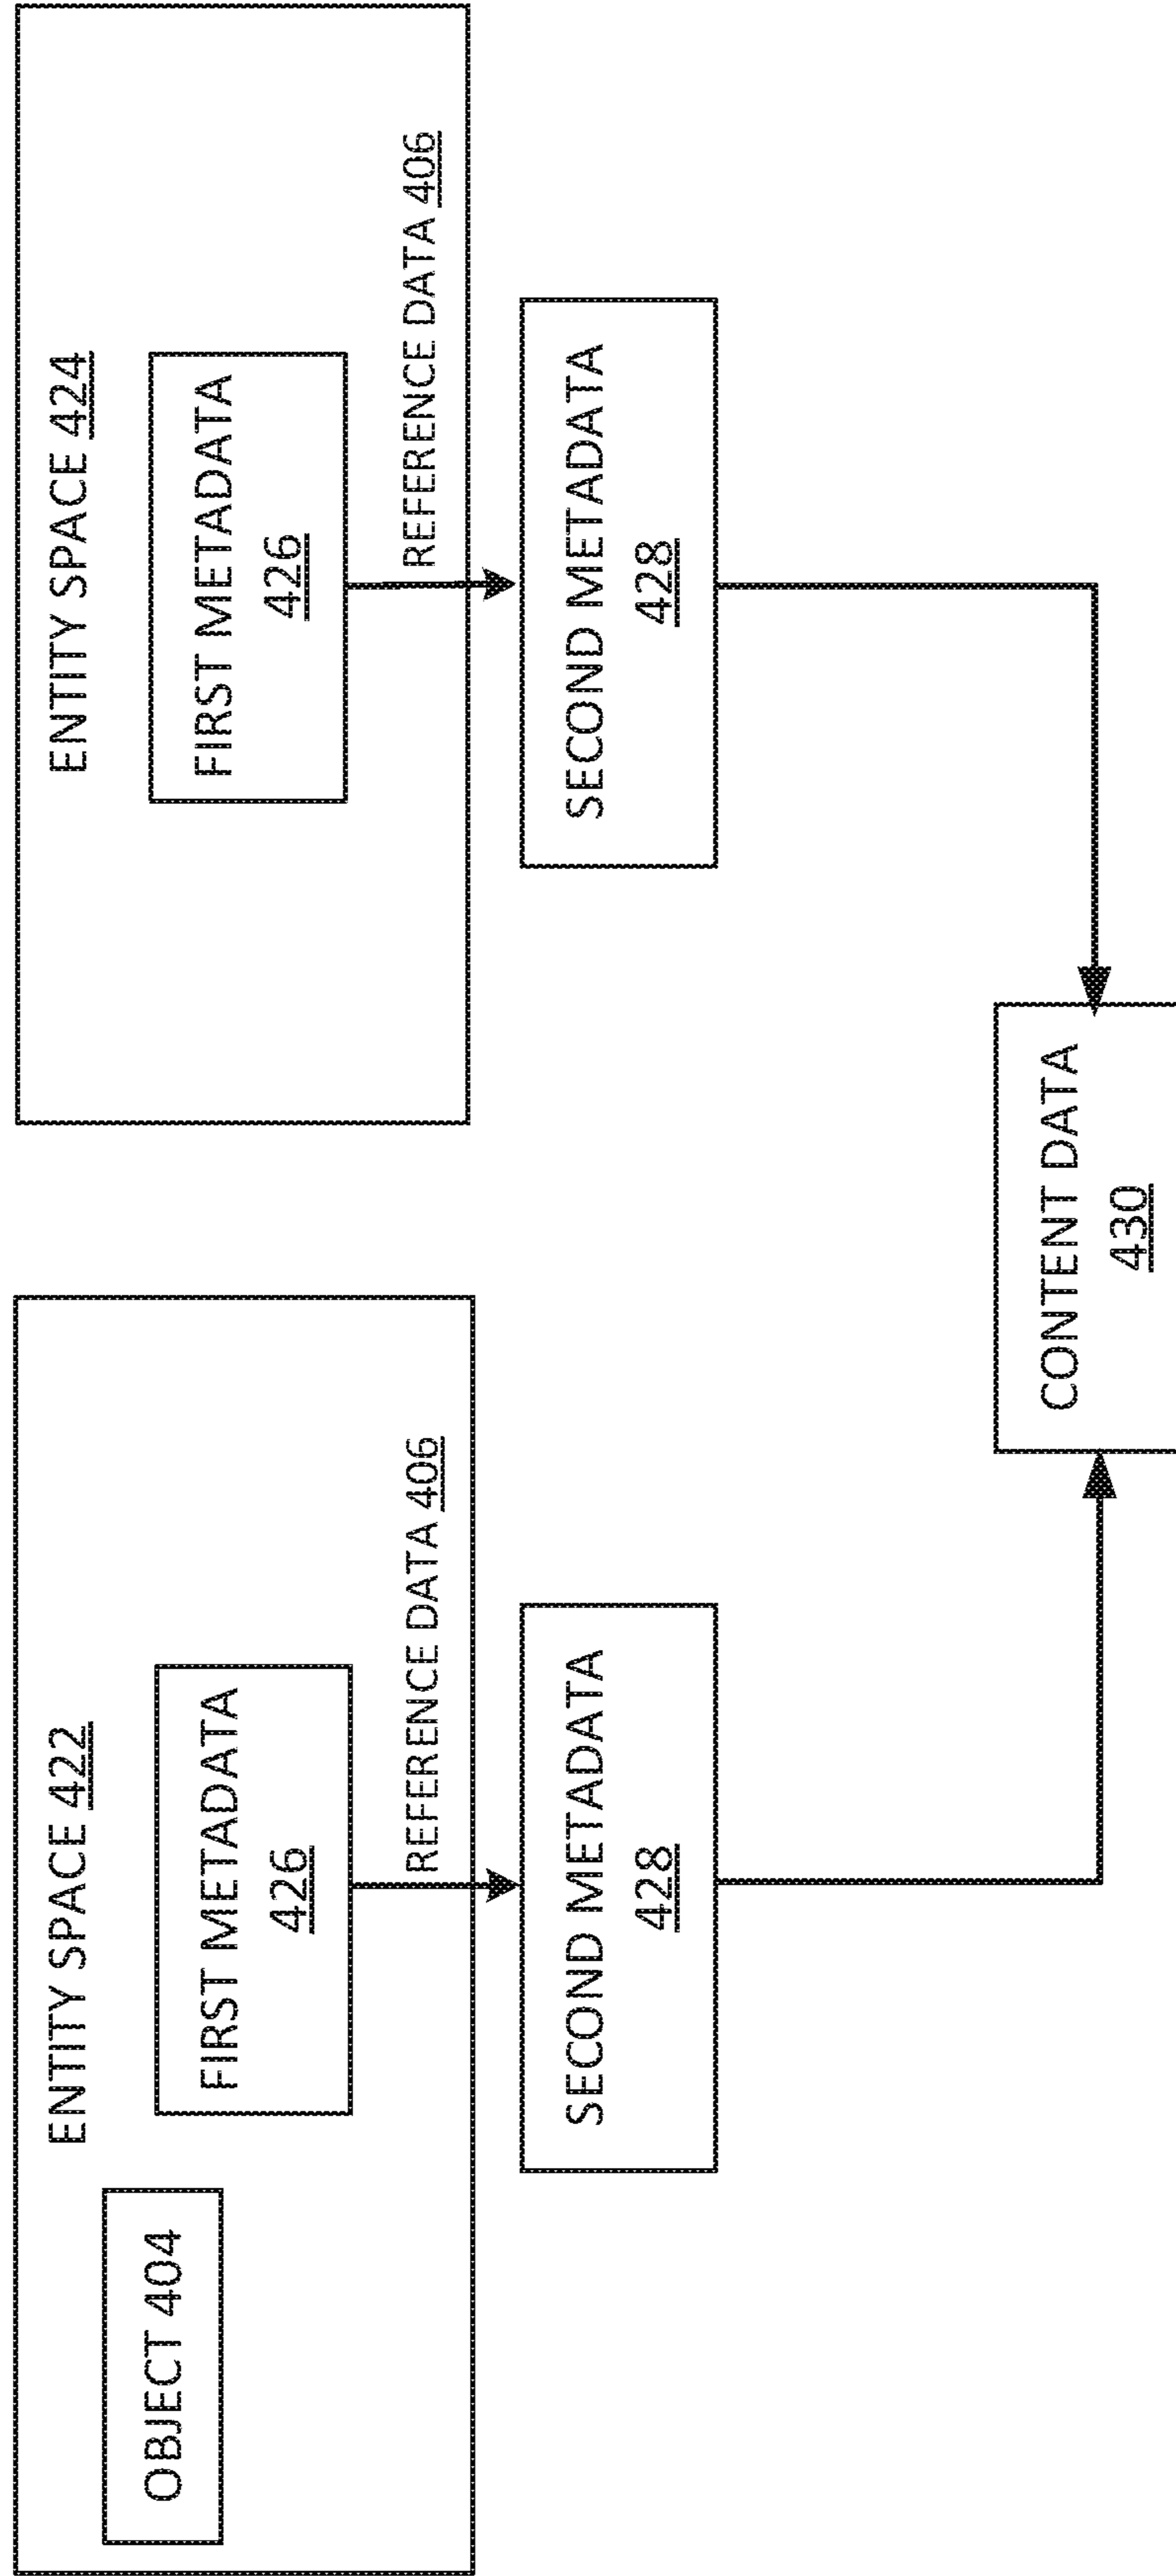 ENTITY SPACE 422
OBJECT 404
FIRST METADATA
426
REFERENCE DATA 406
SECOND METADATA
428
ENTITY SPACE 424
FIRST METADATA
426
REFERENCE DATA 406
SECOND METADATA
428
CONTENT DATA
430